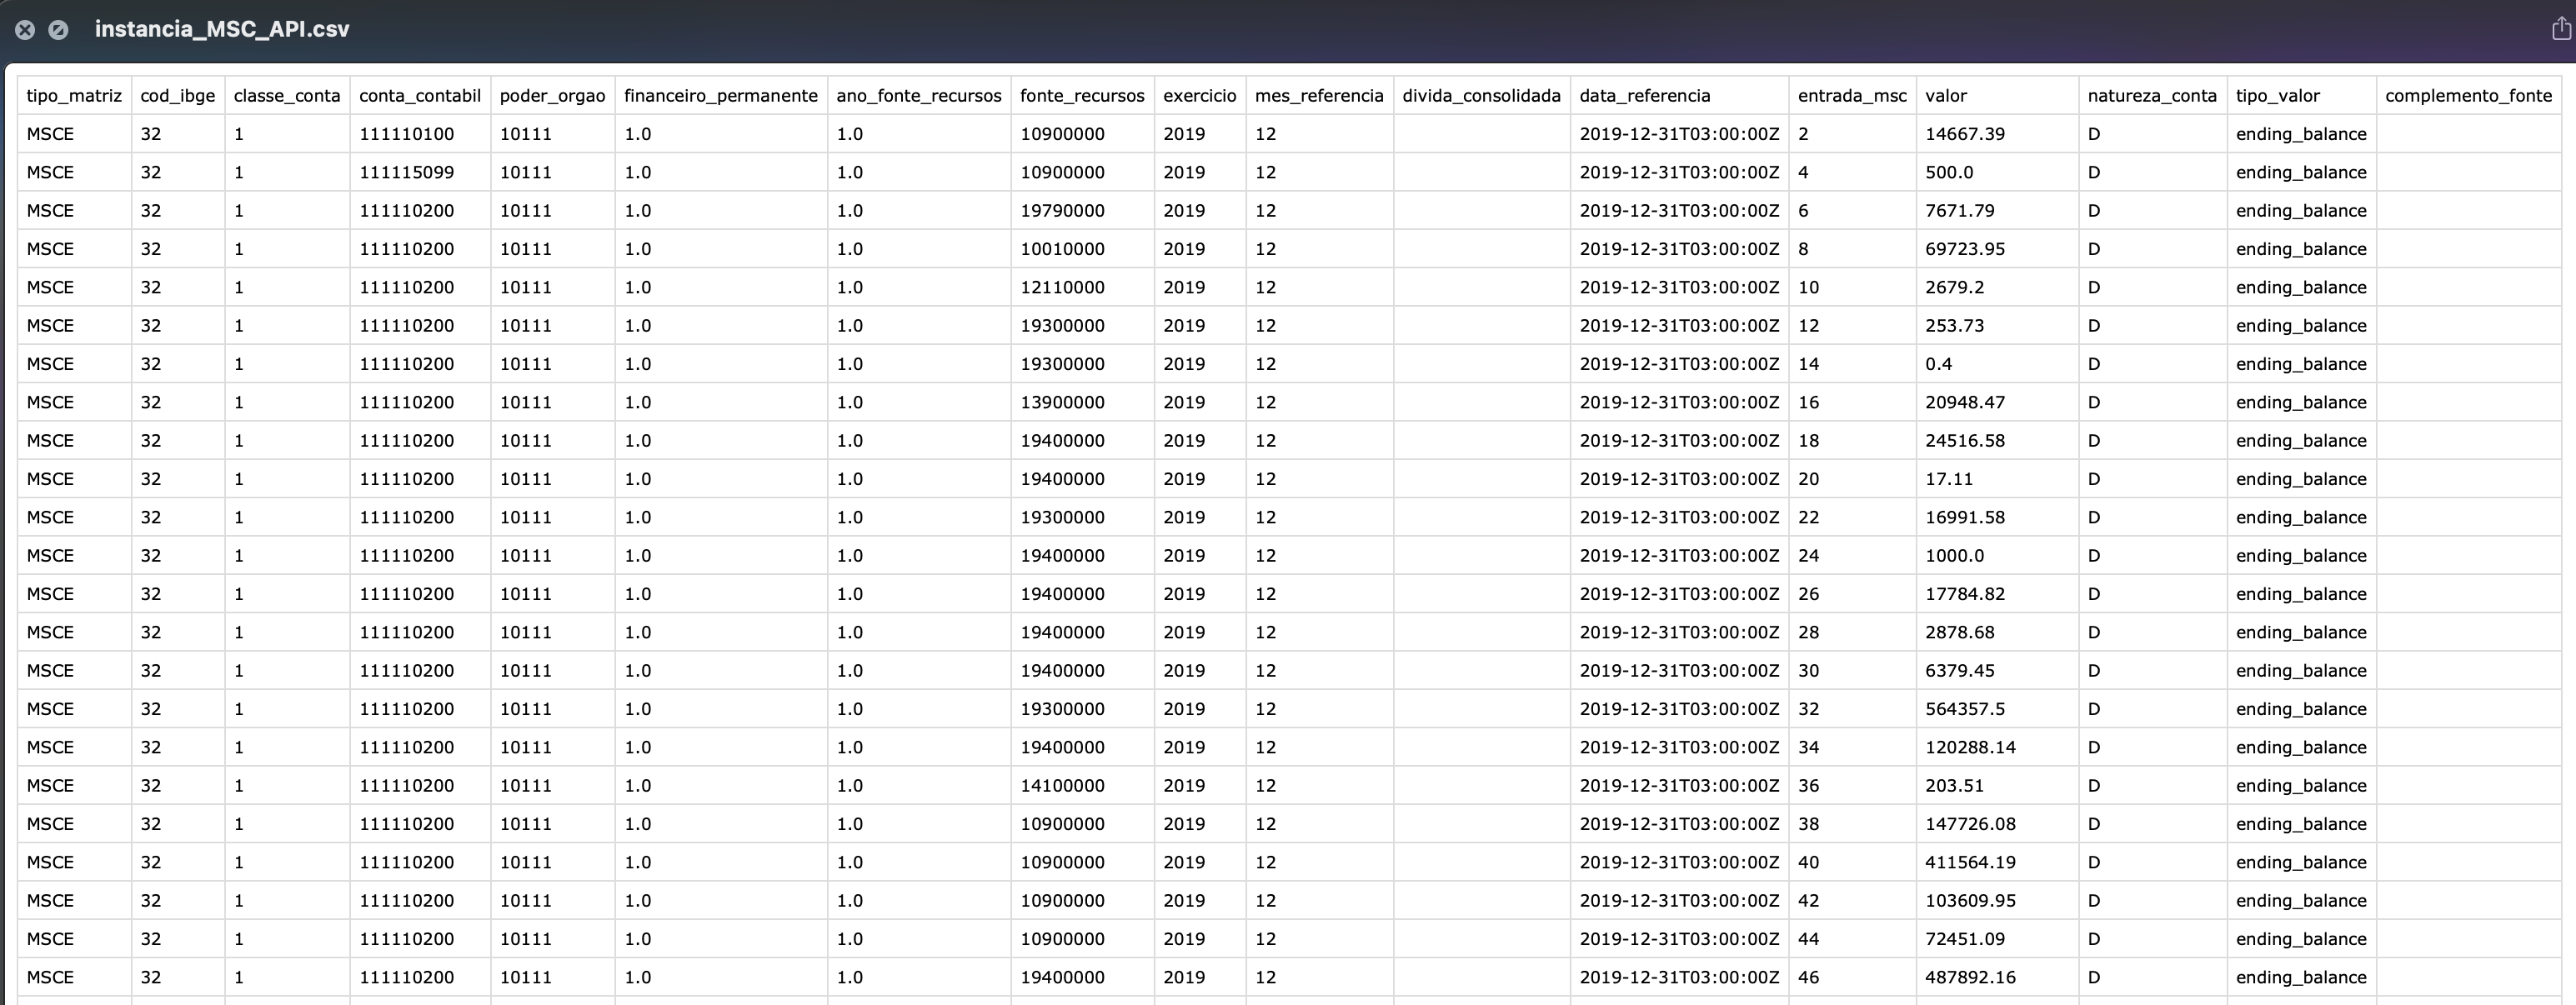 instancia_MSC_API.csv
tipo_matriz cod_ibge classe_conta conta_contabil poder_orgao financeiro_permanente ano_fonte_recursos fonte_recursos exercicio mes_referencia divida_consolidada data_referencia entrada_msc valor natureza_conta tipo_valor complemento_fonte
MSCE 32 1 111110100 10111 1.0 1.0 10900000 2019 12 2019-12-31T03:00:00Z 2 14667.39 D ending_balance
MSCE 32 1 111115099 10111 1.0 1.0 10900000 2019 12 2019-12-31T03:00:00Z 4 500.0 D ending_balance
MSCE 32 1 111110200 10111 1.0 1.0 19790000 2019 12 2019-12-31T03:00:00Z 6 7671.79 D ending_balance
MSCE 32 1 111110200 10111 1.0 1.0 10010000 2019 12 2019-12-31T03:00:00Z 8 69723.95 D ending_balance
MSCE 32 1 111110200 10111 1.0 1.0 12110000 2019 12 2019-12-31T03:00:00Z 10 2679.2 D ending_balance
MSCE 32 1 111110200 10111 1.0 1.0 19300000 2019 12 2019-12-31T03:00:00Z 12 253.73 D ending_balance
MSCE 32 1 111110200 10111 1.0 1.0 19300000 2019 12 2019-12-31T03:00:00Z 14 0.4 D ending_balance
MSCE 32 1 111110200 10111 1.0 1.0 13900000 2019 12 2019-12-31T03:00:00Z 16 20948.47 D ending_balance
MSCE 32 1 111110200 10111 1.0 1.0 19400000 2019 12 2019-12-31T03:00:00Z 18 24516.58 D ending_balance
MSCE 32 1 111110200 10111 1.0 1.0 19400000 2019 12 2019-12-31T03:00:00Z 20 17.11 D ending_balance
MSCE 32 1 111110200 10111 1.0 1.0 19300000 2019 12 2019-12-31T03:00:00Z 22 16991.58 D ending_balance
MSCE 32 1 111110200 10111 1.0 1.0 19400000 2019 12 2019-12-31T03:00:00Z 24 1000.0 D ending_balance
MSCE 32 1 111110200 10111 1.0 1.0 19400000 2019 12 2019-12-31T03:00:00Z 26 17784.82 D ending_balance
MSCE 32 1 111110200 10111 1.0 1.0 19400000 2019 12 2019-12-31T03:00:00Z 28 2878.68 D ending_balance
MSCE 32 1 111110200 10111 1.0 1.0 19400000 2019 12 2019-12-31T03:00:00Z 30 6379.45 D ending_balance
MSCE 32 1 111110200 10111 1.0 1.0 19300000 2019 12 2019-12-31T03:00:00Z 32 564357.5 D ending_balance
MSCE 32 1 111110200 10111 1.0 1.0 19400000 2019 12 2019-12-31T03:00:00Z 34 120288.14 D ending_balance
MSCE 32 1 111110200 10111 1.0 1.0 14100000 2019 12 2019-12-31T03:00:00Z 36 203.51 D ending_balance
MSCE 32 1 111110200 10111 1.0 1.0 10900000 2019 12 2019-12-31T03:00:00Z 38 147726.08 D ending_balance
MSCE 32 1 111110200 10111 1.0 1.0 10900000 2019 12 2019-12-31T03:00:00Z 40 411564.19 D ending_balance
MSCE 32 1 111110200 10111 1.0 1.0 10900000 2019 12 2019-12-31T03:00:00Z 42 103609.95 D ending_balance
MSCE 32 1 111110200 10111 1.0 1.0 10900000 2019 12 2019-12-31T03:00:00Z 44 72451.09 D ending_balance
MSCE 32 1 111110200 10111 1.0 1.0 19400000 2019 12 2019-12-31T03:00:00Z 46 487892.16 D ending_balance